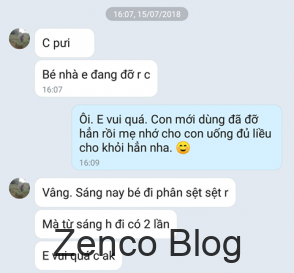 16:07, 15/07/2018
C pưi
Bé nhà e đang đỡ r c
16:07
Ôi. E vui quá. Con mới dùng đã đỡ
hẳn rồi mẹ nhớ cho con uống đủ liều
cho khỏi hẳn nha. 😊
16:09
Vâng. Sáng nay bé đi phân sệt sệt r
Mà từ sáng h đi có 2 lần
E vui quá c ak
Zenco Blog